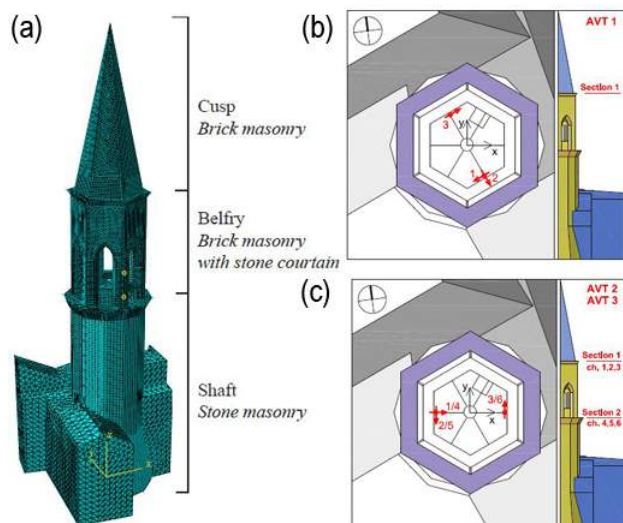 (a)
Cusp
Brick masonry
Belfry
Brick masonry
with stone courtain
Shaft
Stone masonry
z
y
x
(b)
AVT 1
Section 1
3
y
x
1
2
(c)
AVT 2
AVT 3
Section 1
ch, 1,2,3
Section 2
ch. 4,5,6
y
1/4
3/6
x
2/5